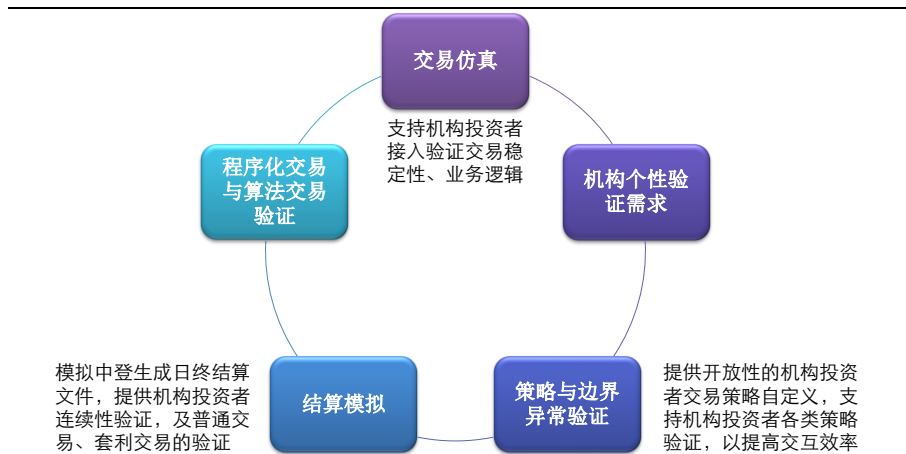 交易仿真
支持机构投资者
接入验证交易稳
定性、业务逻辑
程序化交易
与算法交易
验证
机构个性验
证需求
模拟中登生成日终结算
文件，提供机构投资者
连续性验证，及普通交
易、套利交易的验证
结算模拟
策略与边界
异常验证
提供开放性的机构投资
者交易策略自定义，支
持机构投资者各类策略
验证，以提高交互效率